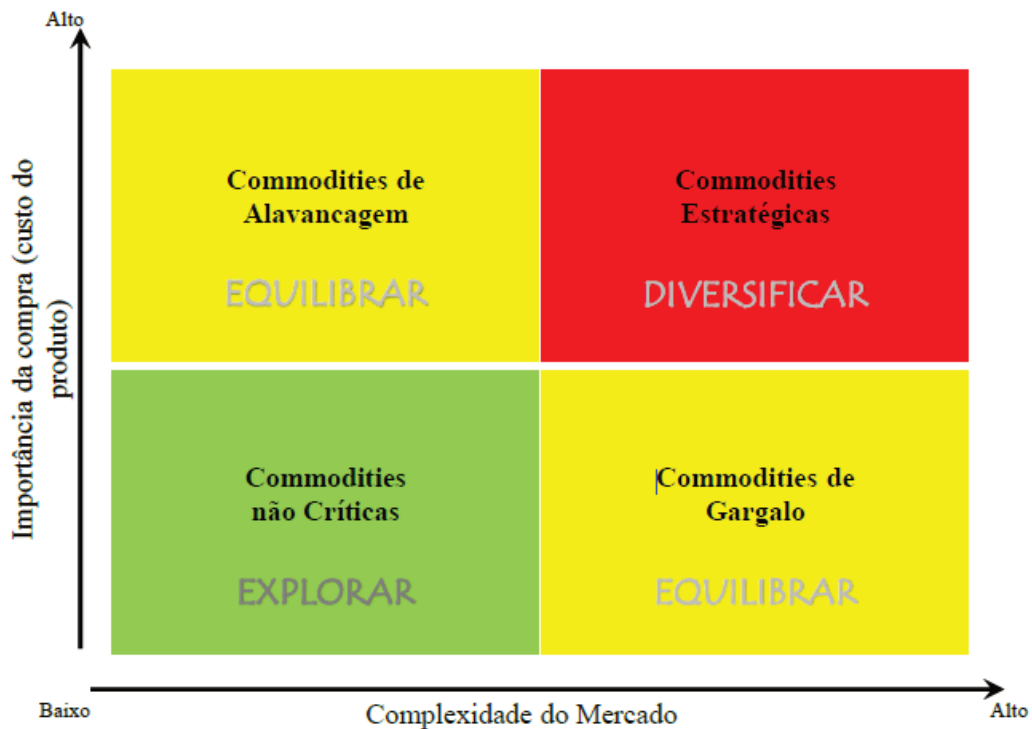 Alto
Importância da compra (custo do
produto)
Commodities de
Alavancagem
EQUILIBRAR
Commodities
Estratégicas
DIVERSIFICAR
Commodities
não Críticas
EXPLORAR
Commodities de
Gargalo
EQUILIBRAR
Baixo
Complexidade do Mercado
Alto